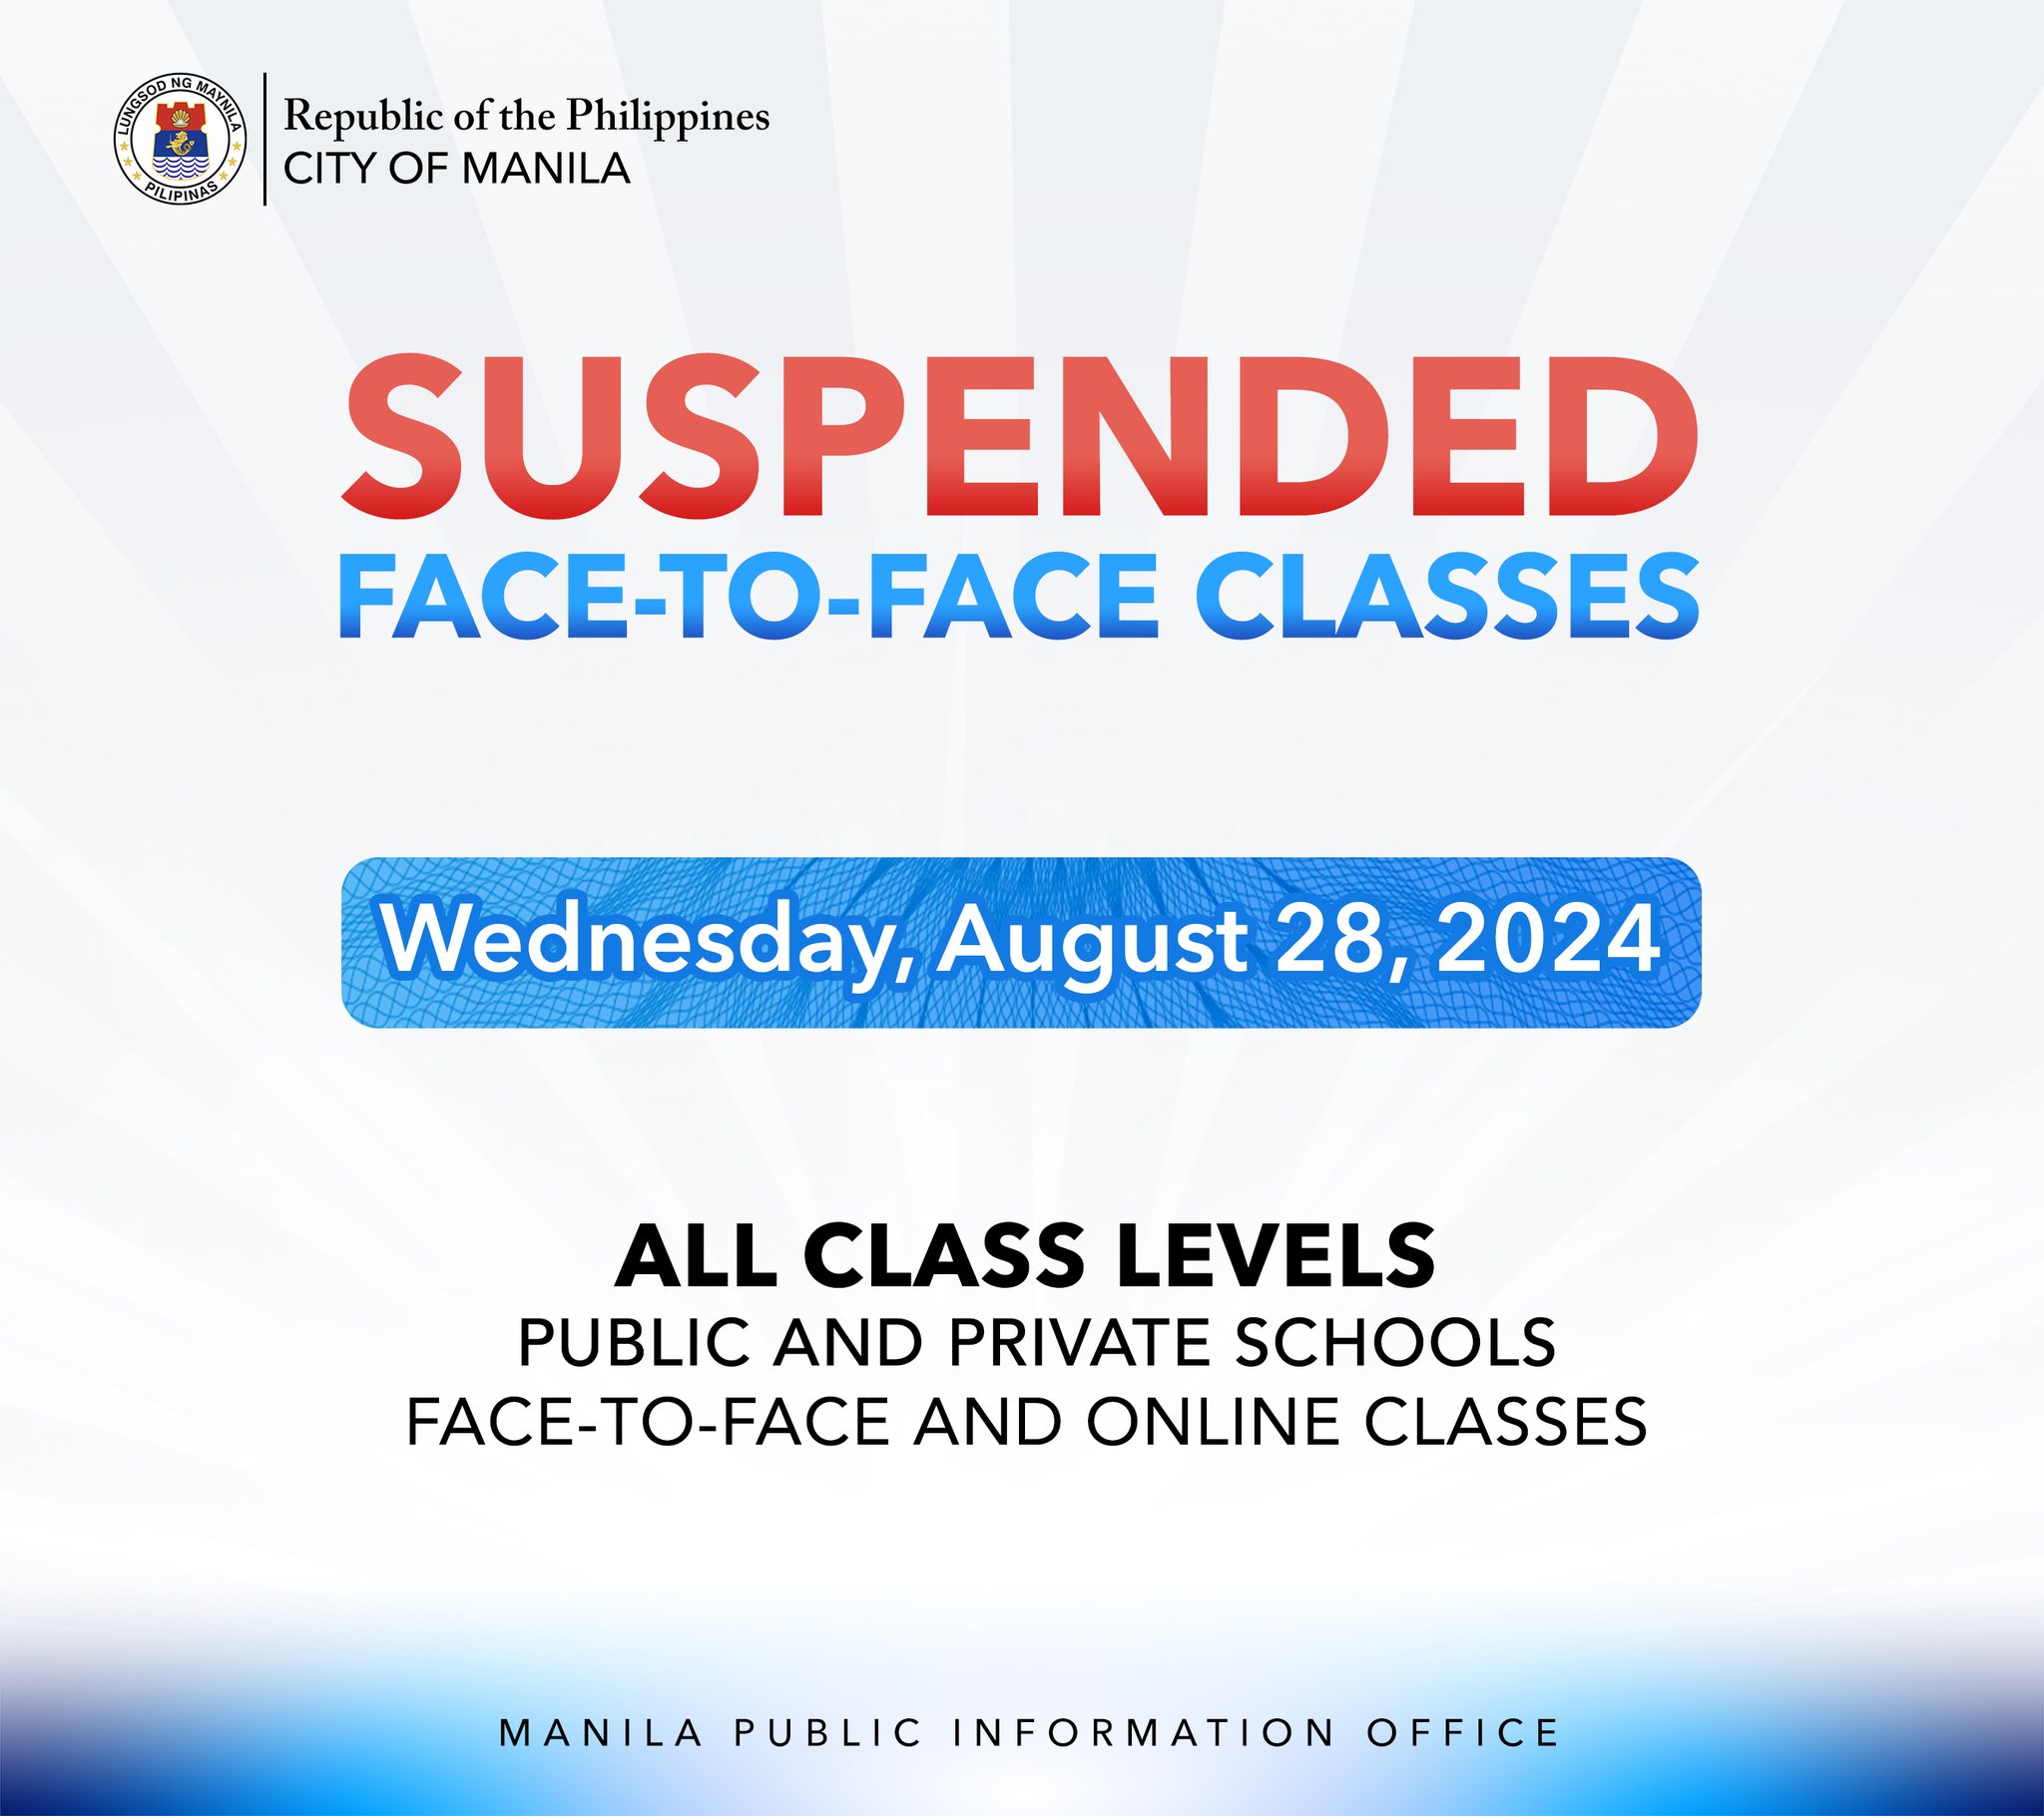 LUNGSOD NG MAYNILA
PILIPINAS
Republic of the Philippines
CITY OF MANILA
SUSPENDED
FACE-TO-FACE CLASSES
Wednesday, August 28, 2024
ALL CLASS LEVELS
PUBLIC AND PRIVATE SCHOOLS
FACE-TO-FACE AND ONLINE CLASSES
MANILA PUBLIC INFORMATION OFFICE